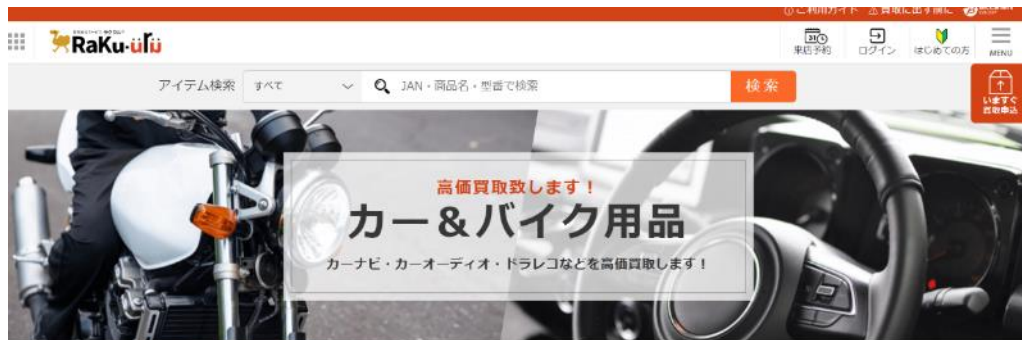 ご利用ガイド
買取に出す前に
RaKu-üru
来店予約
ログイン
はじめての方
MENU
アイテム検索
すべて
JAN・商品名・型番で検索
検索
いますぐ
買取申込
高価買取致します！
カー＆バイク用品
カーナビ・カーオーディオ・ドラレコなどを高価買取します！